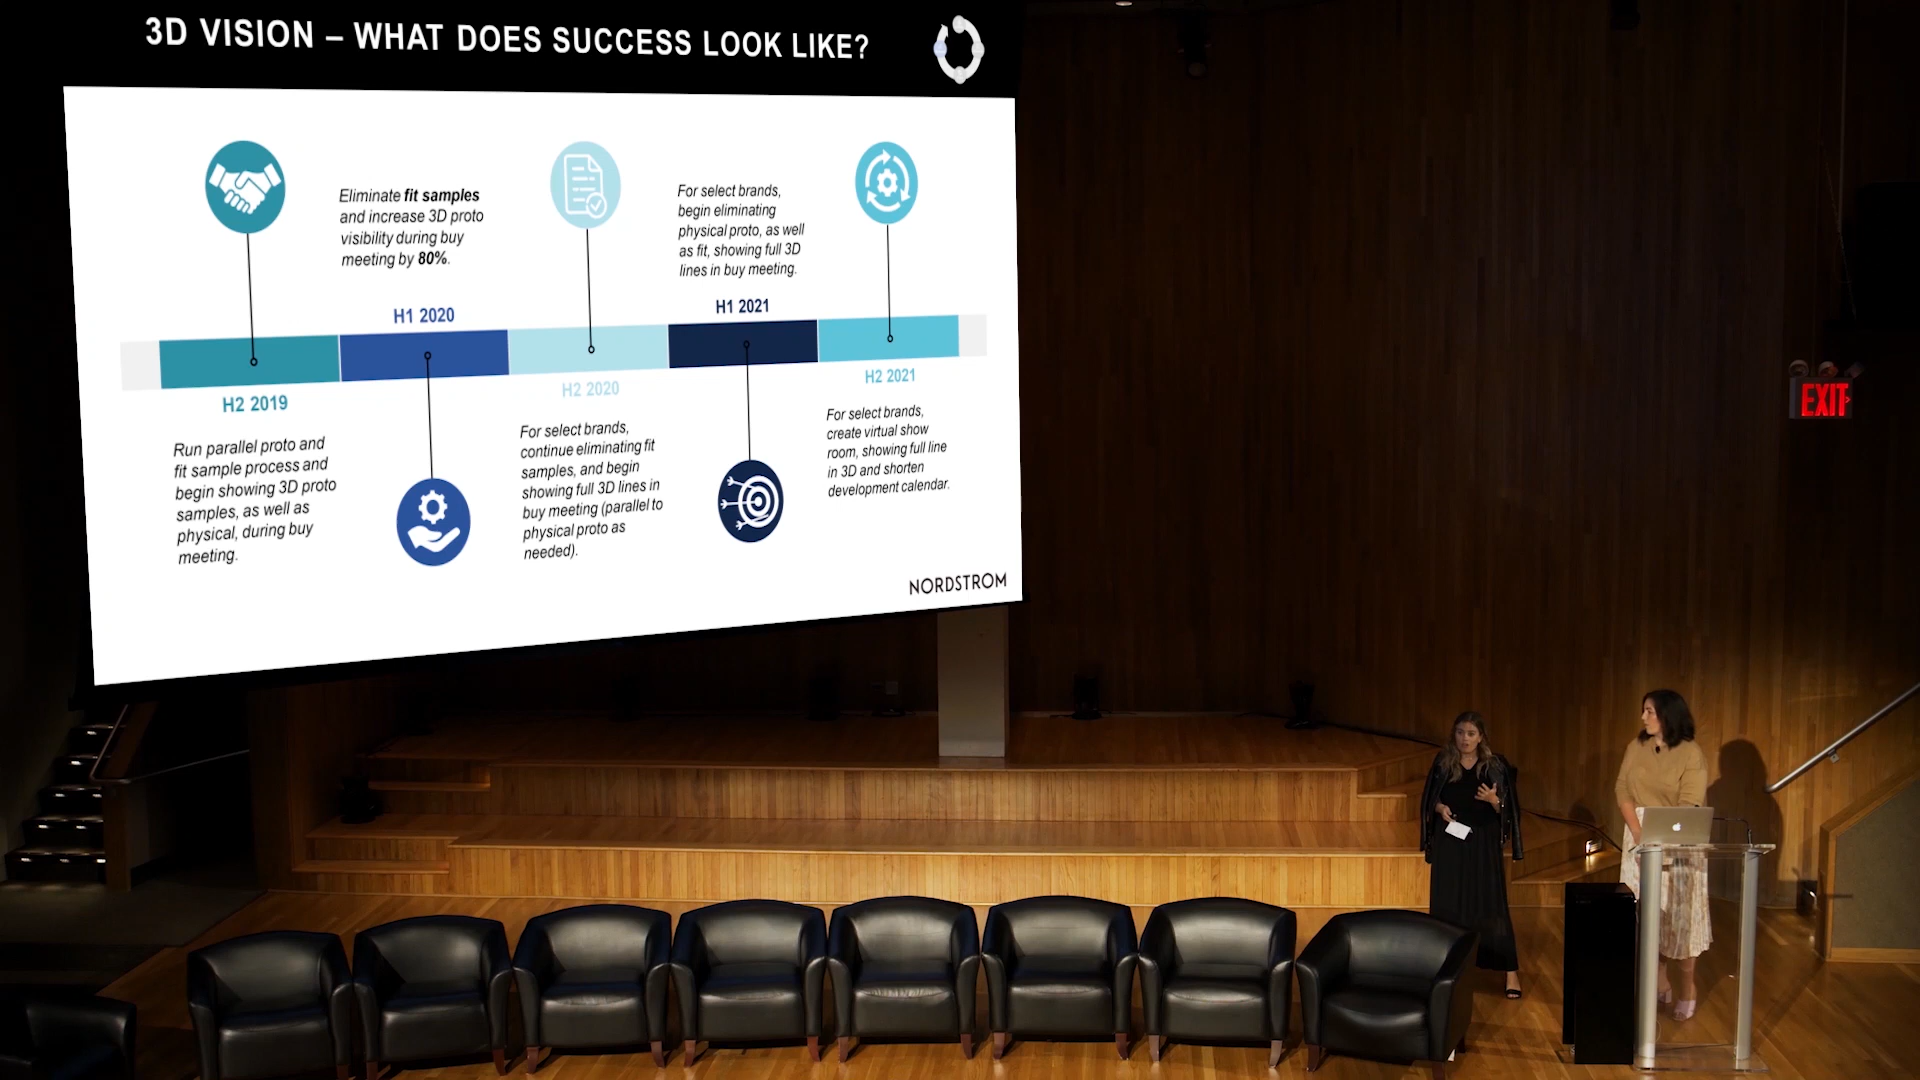 3D VISION – WHAT DOES SUCCESS LOOK LIKE?
Eliminate fit samples
and increase 3D proto
visibility during buy
meeting by 80%.
For select brands,
begin eliminating
physical proto, as well
as fit, showing full 3D
lines in buy meeting.
H1 2020
H1 2021
H2 2019
H2 2020
H2 2021
Run parallel proto and
fit sample process and
begin showing 3D proto
samples, as well as
physical, during buy
meeting.
For select brands,
continue eliminating fit
samples, and begin
showing full 3D lines in
buy meeting (parallel to
physical proto as
needed).
For select brands,
create virtual show
room, showing full line
in 3D and shorten
development calendar.
NORDSTROM
EXIT